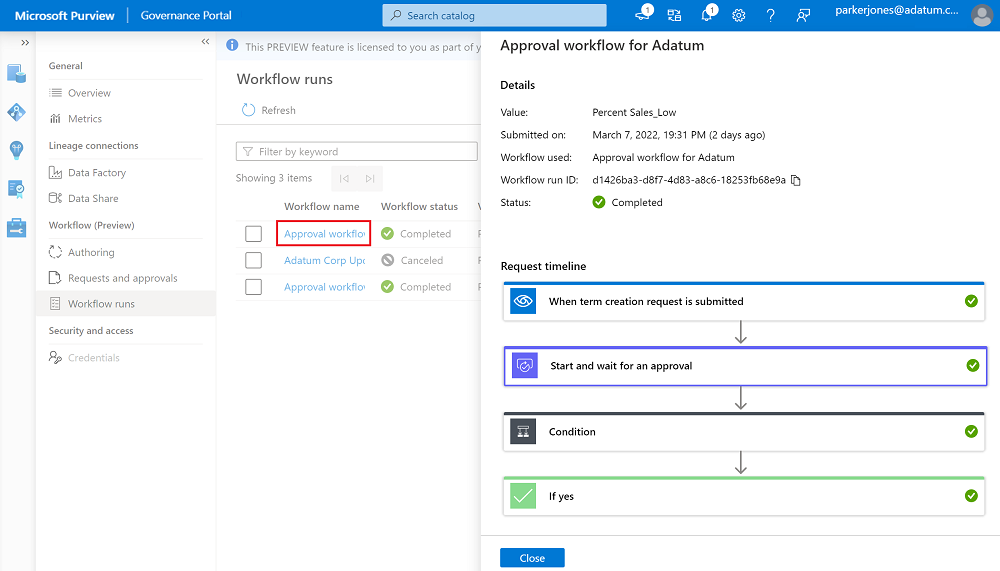 Microsoft Purview | Governance Portal
Search catalog
1
1
parkerjones@adatum.c...
General
Overview
Metrics
Lineage connections
Data Factory
Data Share
Workflow (Preview)
Authoring
Requests and approvals
Workflow runs
Security and access
Credentials
This PREVIEW feature is licensed to you as part of y
Workflow runs
Refresh
Filter by keyword
Showing 3 items
Workflow name Workflow status
Approval workflo Completed
Adatum Corp Upd Canceled
Approval workflo Completed
Approval workflow for Adatum
Details
Value: Percent Sales_Low
Submitted on: March 7, 2022, 19:31 PM (2 days ago)
Workflow used: Approval workflow for Adatum
Workflow run ID: d1426ba3-d8f7-4d83-a8c6-18253fb68e9a
Status: Completed
Request timeline
When term creation request is submitted
Start and wait for an approval
Condition
If yes
Close